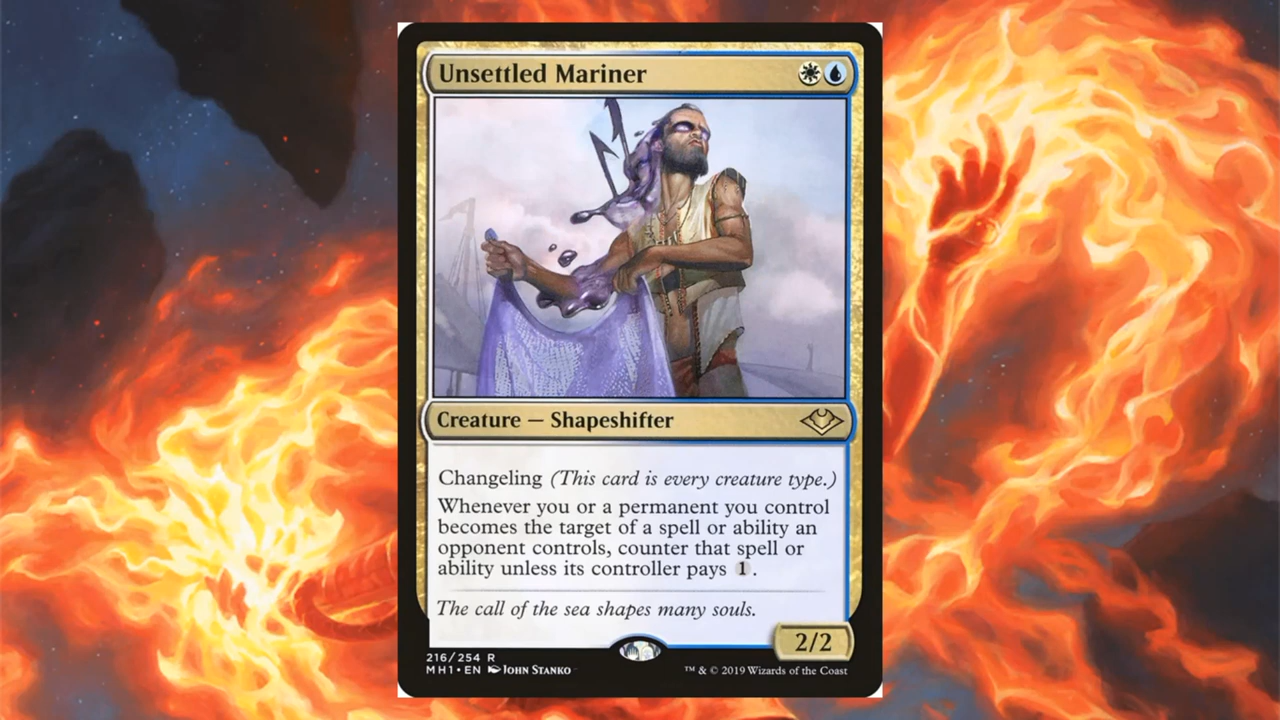 Unsettled Mariner
Creature — Shapeshifter
Changeling (This card is every creature type.)
Whenever you or a permanent you control
becomes the target of a spell or ability an
opponent controls, counter that spell or
ability unless its controller pays 1.
The call of the sea shapes many souls.
2/2
216/254 R
MH1 • EN JOHN STANKO
™ & © 2019 Wizards of the Coast